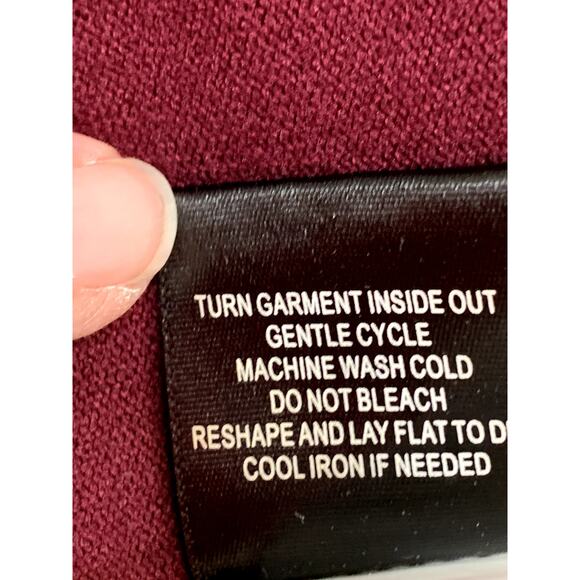 TURN GARMENT INSIDE OUT
GENTLE CYCLE
MACHINE WASH COLD
DO NOT BLEACH
RESHAPE AND LAY FLAT TO
COOL IRON IF NEEDED